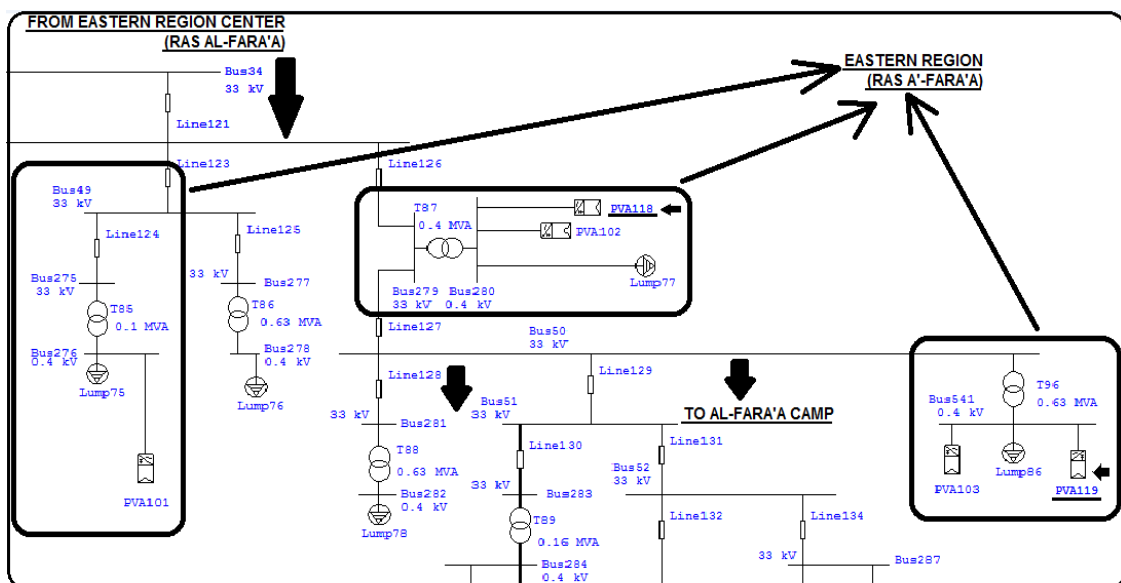 FROM EASTERN REGION CENTER
(RAS AL-FARA'A)
EASTERN REGION
(RAS A'-FARA'A)
Bus34
33 kV
Line121
Line123
Line126
Bus49
33 kV
Line124
Line125
T87
0.4 MVA
PVA118
PVA102
Lump77
Bus275
33 kV
33 kV
Bus277
Bus279
33 kV
Bus280
0.4 kV
T85
0.1 MVA
T86
0.63 MVA
Line127
Bus276
0.4 kV
Bus278
0.4 kV
Lump75
Lump76
Bus50
33 kV
Line128
Line129
T96
0.63 MVA
Bus541
0.4 kV
TO AL-FARA'A CAMP
33 kV
Bus281
Bus51
33 kV
Line130
Line131
T88
0.63 MVA
Bus52
33 kV
Lump86
PVA103
PVA119
PVA101
Bus282
0.4 kV
33 kV
Bus283
Lump78
T89
0.16 MVA
Line132
Line134
33 kV
Bus287
Bus284
0.4 kV